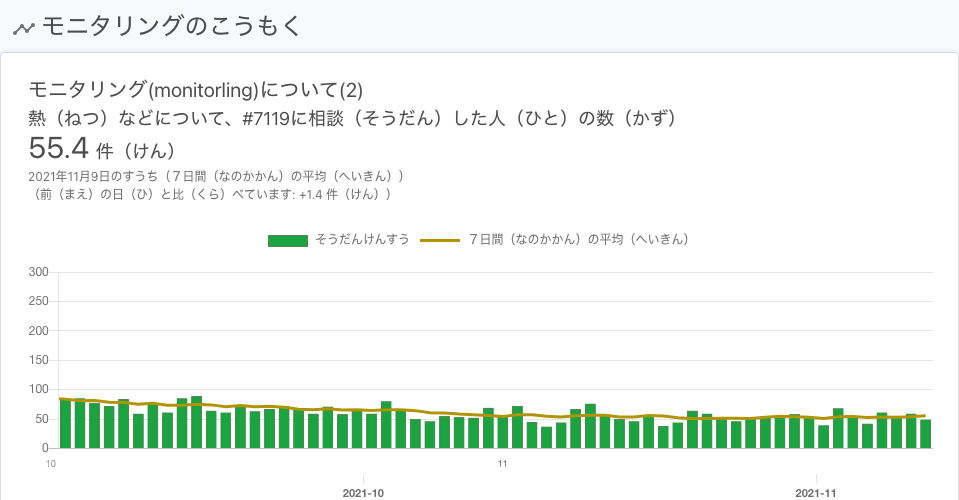 モニタリングのこうもく
モニタリング(monitorling)について(2)
熱（ねつ）などについて、#7119に相談（そうだん）した人（ひと）の数（かず）
55.4 件（けん）
2021年11月9日のすうち（７日間（なのかかん）の平均（へいきん））
（前（まえ）の日（ひ）と比（くら）べています: +1.4 件（けん））
そうだんけんすう ７日間（なのかかん）の平均（へいきん）
300
250
200
150
100
50
0
10 11
2021-10 2021-11